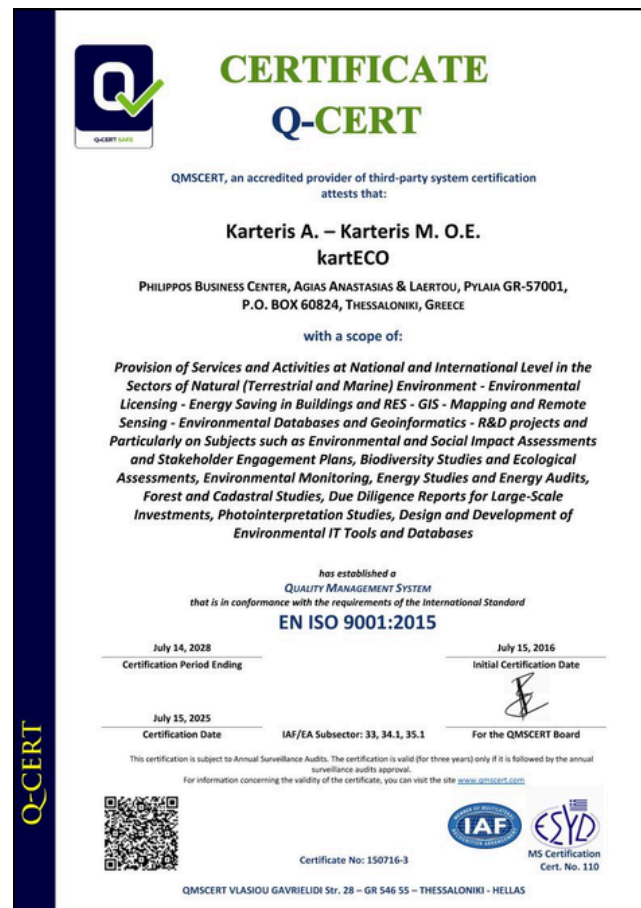 CERTIFICATE
Q-CERT
Q
Q-CERT SAFE
QMSCERT, an accredited provider of third-party system certification
attests that:
Karteris A. – Karteris M. O.E.
kartECO
PHILIPPOS BUSINESS CENTER, AGIAS ANASTASIAS & LAERTOU, PYLAIA GR-57001,
P.O. BOX 60824, THESSALONIKI, GREECE
with a scope of:
Provision of Services and Activities at National and International Level in the
Sectors of Natural (Terrestrial and Marine) Environment - Environmental
Licensing - Energy Saving in Buildings and RES - GIS - Mapping and Remote
Sensing - Environmental Databases and Geoinformatics - R&D projects and
Particularly on Subjects such as Environmental and Social Impact Assessments
and Stakeholder Engagement Plans, Biodiversity Studies and Ecological
Assessments, Environmental Monitoring, Energy Studies and Energy Audits,
Forest and Cadastral Studies, Due Diligence Reports for Large-Scale
Investments, Photointerpretation Studies, Design and Development of
Environmental IT Tools and Databases
has established a
QUALITY MANAGEMENT SYSTEM
that is in conformance with the requirements of the International Standard
EN ISO 9001:2015
July 14, 2028
Certification Period Ending
July 15, 2016
Initial Certification Date
July 15, 2025
Certification Date
IAF/EA Subsector: 33, 34.1, 35.1
For the QMSCERT Board
This certification is subject to Annual Surveillance Audits. The certification is valid (for three years) only if it is followed by the annual
surveillance audits approval.
For information concerning the validity of the certificate, you can visit the site www.qmscert.com
Q-CERT
Certificate No: 150716-3
MEMBER OF MULTILATERAL
RECOGNITION ARRANGEMENT
IAF
ESYD
MS Certification
Cert. No. 110
QMSCERT VLASIOU GAVRIELIDI Str. 28 – GR 546 55 – THESSALONIKI - HELLAS